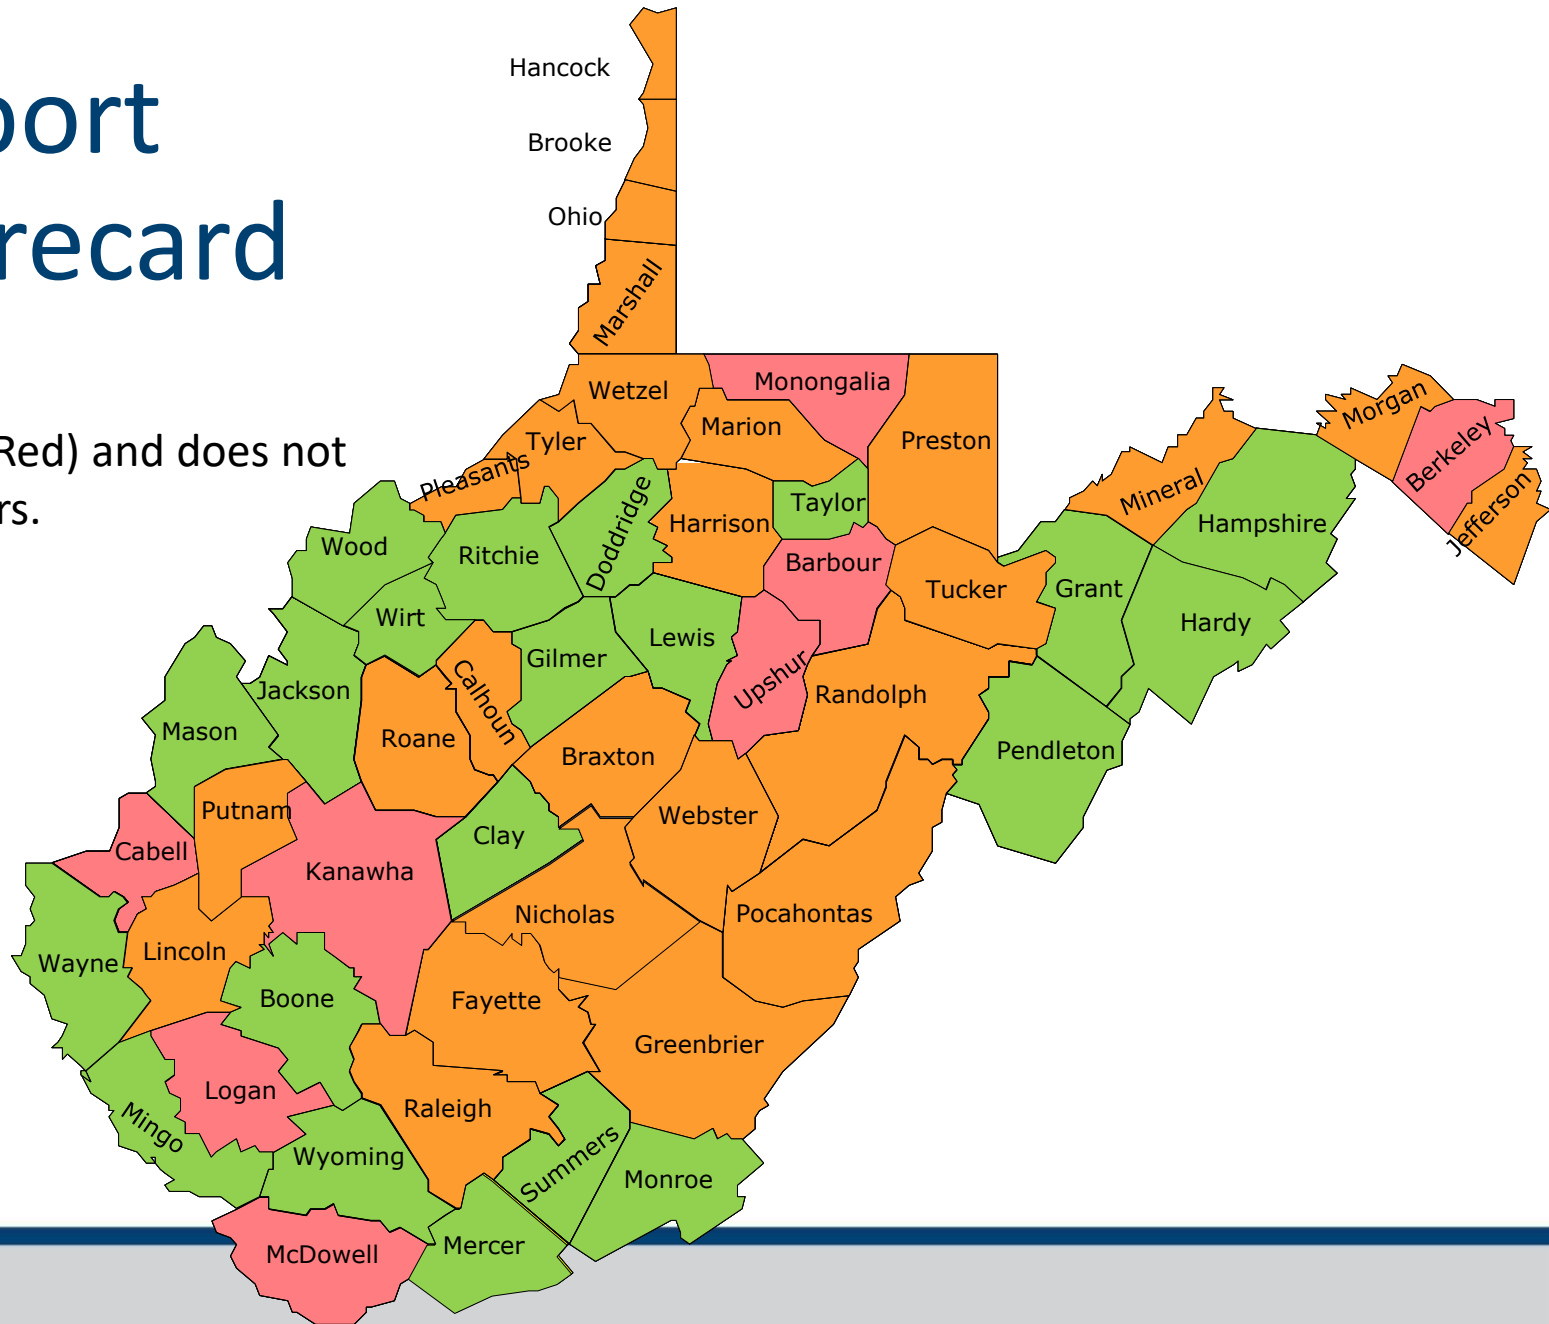 port
recard
Red) and does not
rs.
Hancock
Brooke
Ohio
Marshall
Wetzel
Monongalia
Marion
Preston
Tyler
Pleasants
Morgan
Berkeley
Jefferson
Mineral
Hampshire
Taylor
Harrison
Doddridge
Wood
Ritchie
Barbour
Tucker
Grant
Hardy
Wirt
Lewis
Gilmer
Calhoun
Upshur
Randolph
Jackson
Mason
Roane
Braxton
Pendleton
Putnam
Webster
Clay
Cabell
Kanawha
Nicholas
Pocahontas
Lincoln
Wayne
Boone
Fayette
Greenbrier
Logan
Raleigh
Mingo
Wyoming
Summers
Monroe
Mercer
McDowell